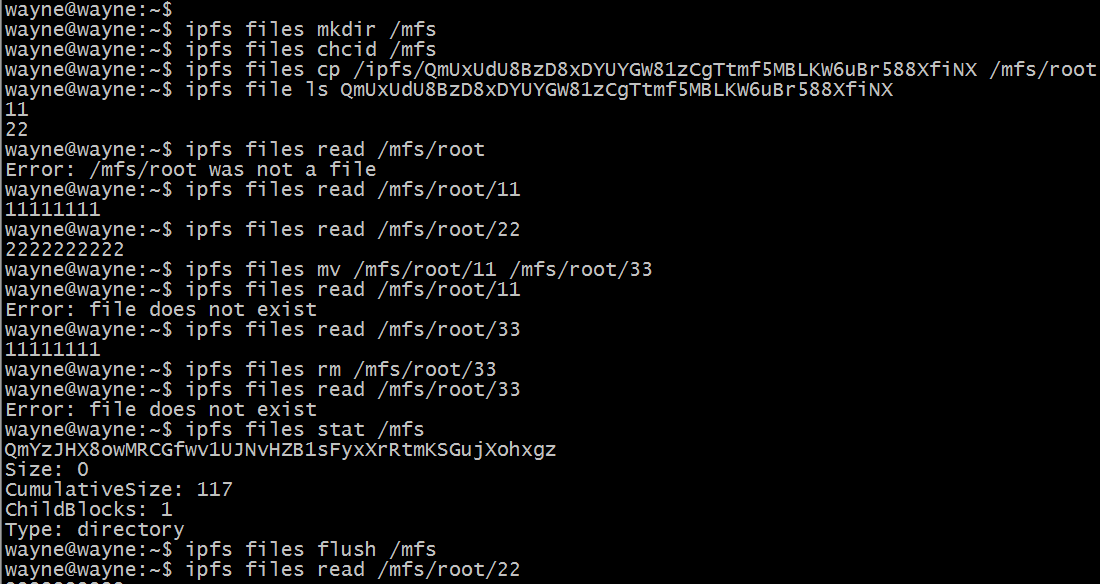 wayne@wayne:~$
wayne@wayne:~$ ipfs files mkdir /mfs
wayne@wayne:~$ ipfs files chcid /mfs
wayne@wayne:~$ ipfs files cp /ipfs/QmUxUdU8BzD8xDYUYGW81zCgTtmf5MBLKW6uBr588XfiNX /mfs/root
wayne@wayne:~$ ipfs file ls QmUxUdU8BzD8xDYUYGW81zCgTtmf5MBLKW6uBr588XfiNX
11
22
wayne@wayne:~$ ipfs files read /mfs/root
Error: /mfs/root was not a file
wayne@wayne:~$ ipfs files read /mfs/root/11
11111111
wayne@wayne:~$ ipfs files read /mfs/root/22
2222222222
wayne@wayne:~$ ipfs files mv /mfs/root/11 /mfs/root/33
wayne@wayne:~$ ipfs files read /mfs/root/11
Error: file does not exist
wayne@wayne:~$ ipfs files read /mfs/root/33
11111111
wayne@wayne:~$ ipfs files rm /mfs/root/33
wayne@wayne:~$ ipfs files read /mfs/root/33
Error: file does not exist
wayne@wayne:~$ ipfs files stat /mfs
QmYzJHX8owMRCGfwv1UJNvHZB1sFyxXrRtmKSGujXohxgz
Size: 0
CumulativeSize: 117
ChildBlocks: 1
Type: directory
wayne@wayne:~$ ipfs files flush /mfs
wayne@wayne:~$ ipfs files read /mfs/root/22